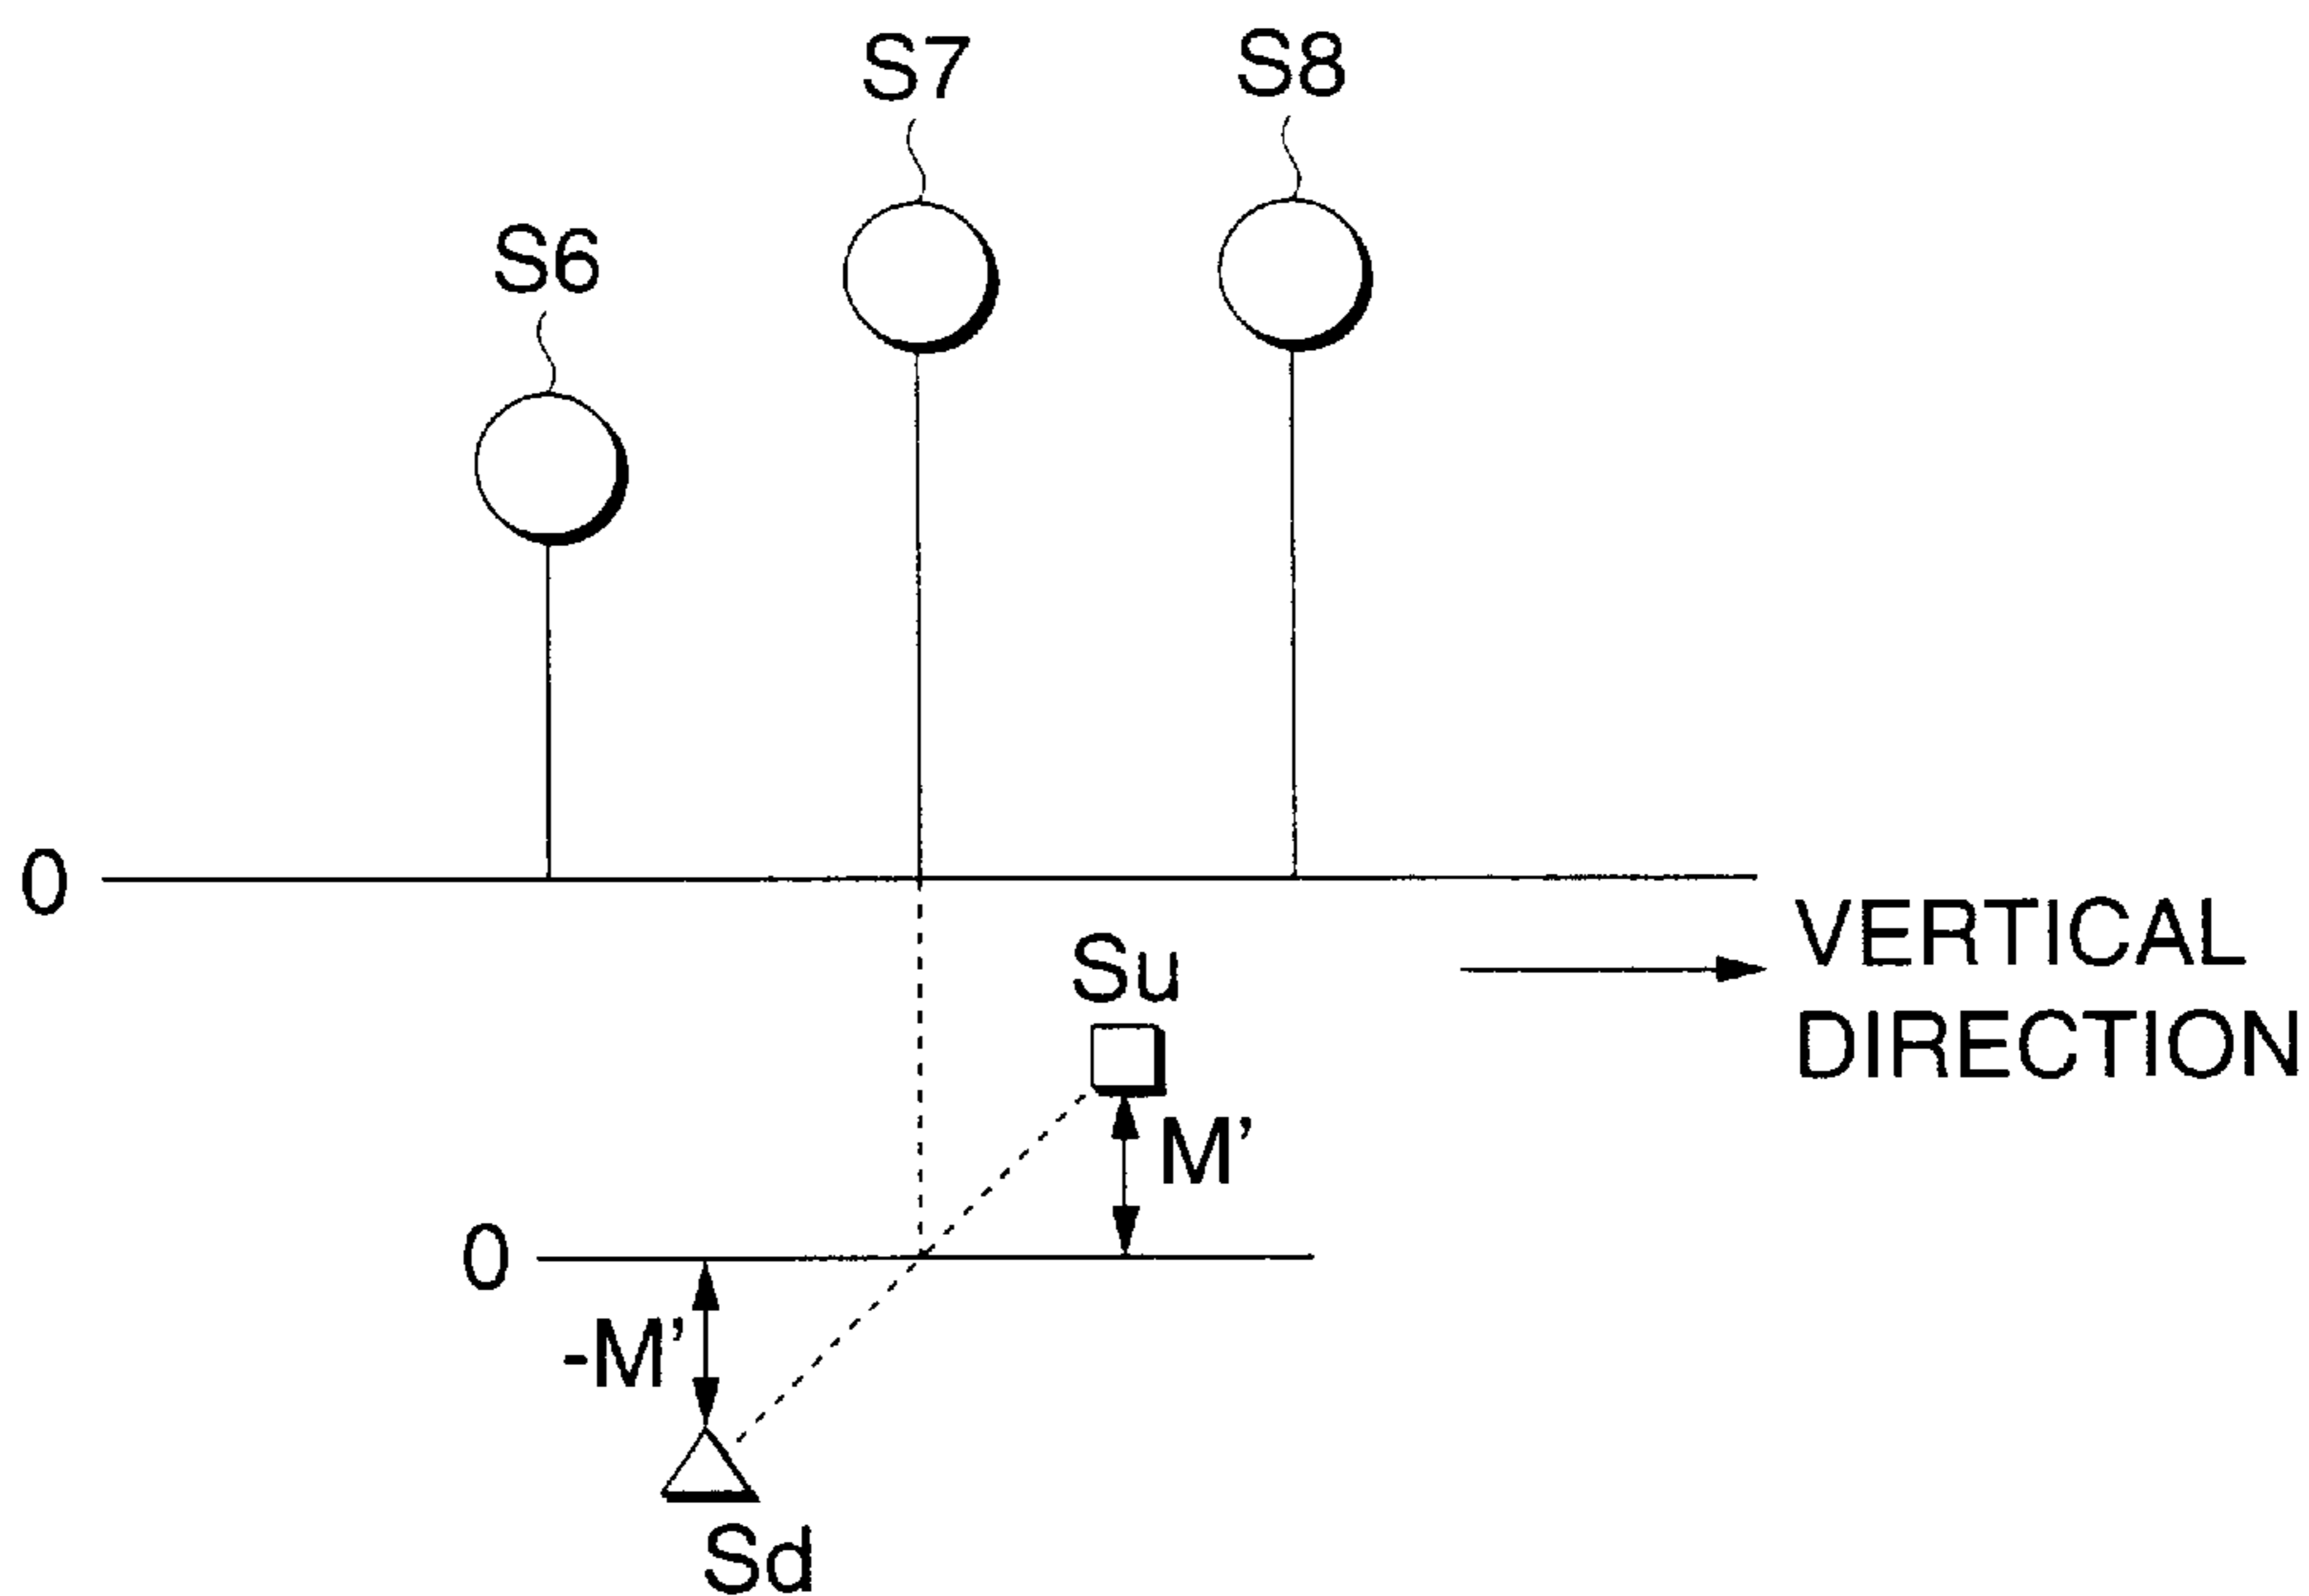 S7
S8
S6
0
VERTICAL
DIRECTION
Su
M’
0
-M’
Sd